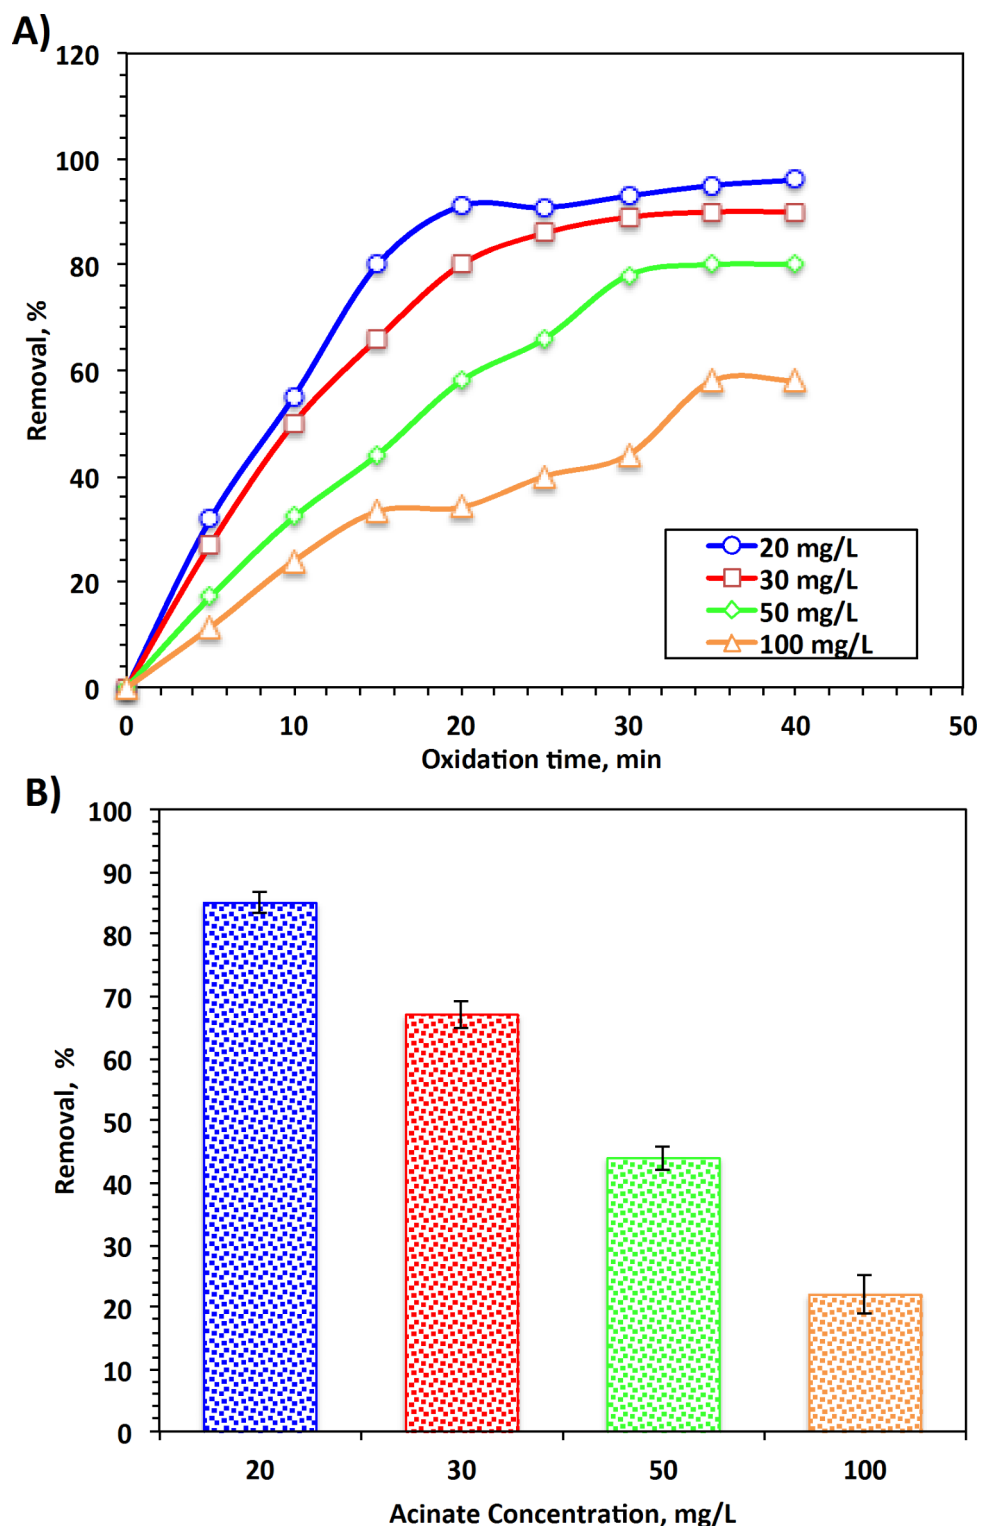 A)
120
100
80
60
40
20
0
Removal, %
20 mg/L
30 mg/L
50 mg/L
100 mg/L
0 10 20 30 40 50
Oxidation time, min
B)
100
90
80
70
60
50
40
30
20
10
0
Removal, %
20 30 50 100
Acinate Concentration, mg/L